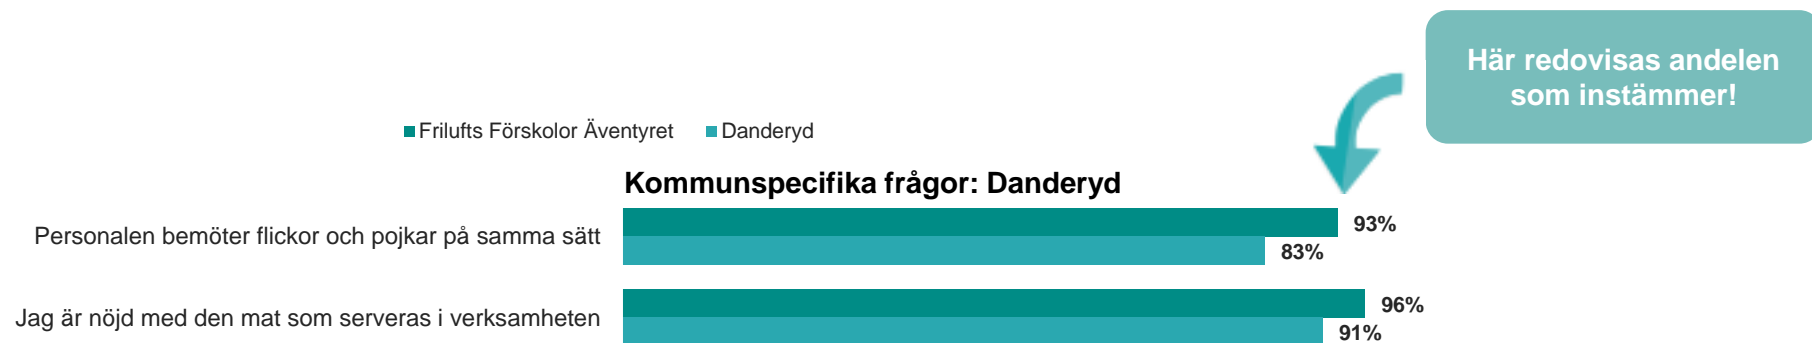 Här redovisas andelen
som instämmer!
Frilufts Förskolor Äventyret Danderyd
Kommunspecifika frågor: Danderyd
Personalen bemöter flickor och pojkar på samma sätt
93%
83%
Jag är nöjd med den mat som serveras i verksamheten
96%
91%